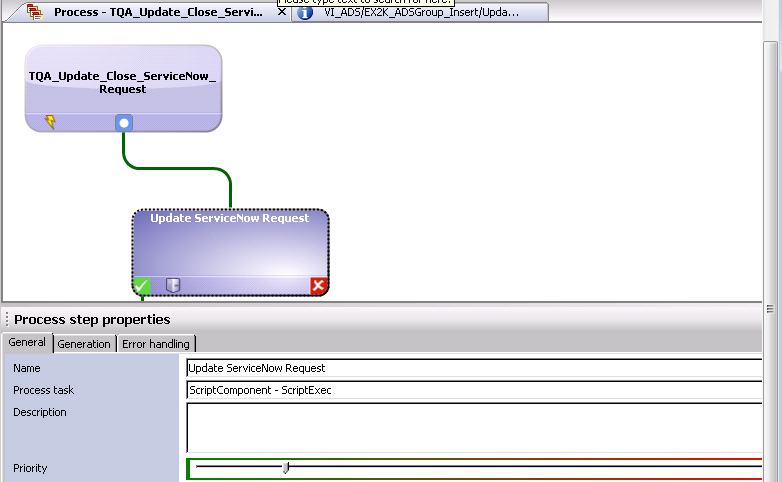 Please type text to search for here.
Process - TQA_Update_Close_Servi...
VI_ADS/EX2K_ADSGroup_Insert/Upda...
TQA_Update_Close_ServiceNow_
Request
Update ServiceNow Request
Process step properties
General Generation Error handling
Name Update ServiceNow Request
Process task ScriptComponent - ScriptExec
Description
Priority